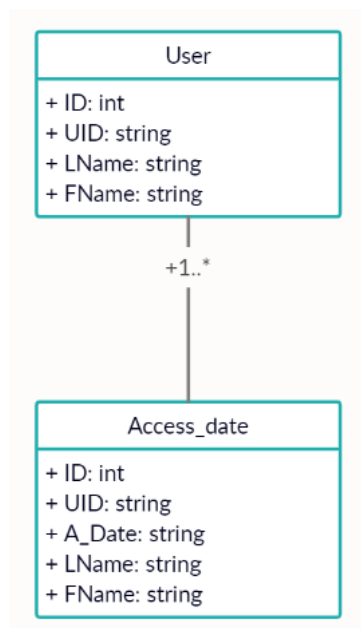 User
+ ID: int
+ UID: string
+ LName: string
+ FName: string
+1..*
Access_date
+ ID: int
+ UID: string
+ A_Date: string
+ LName: string
+ FName: string